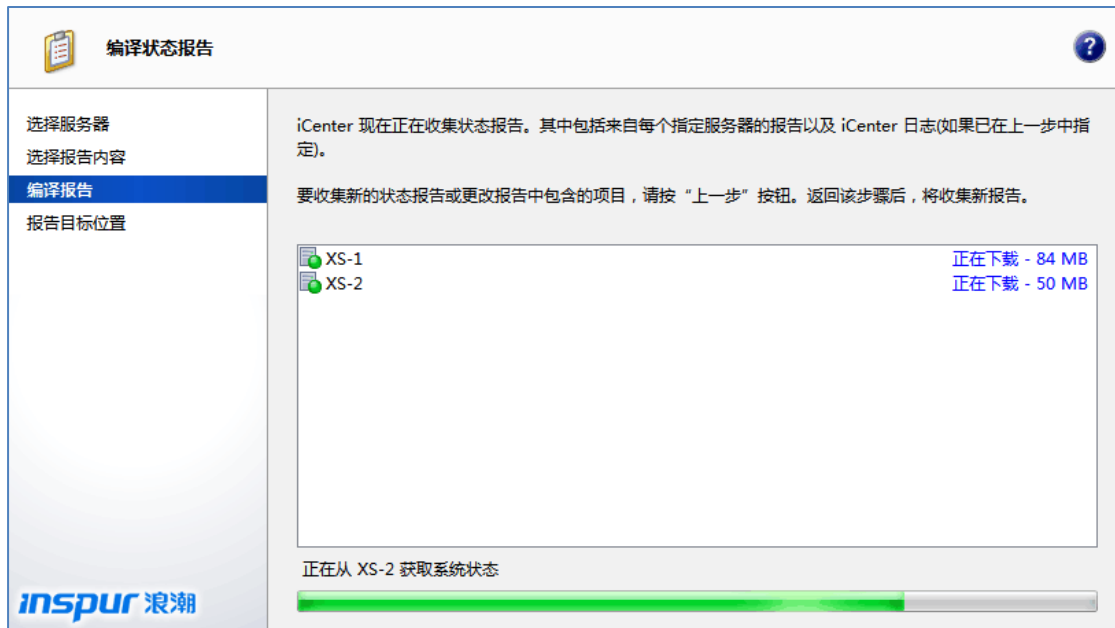 编译状态报告
?
选择服务器
选择报告内容
编译报告
报告目标位置
iCenter 现在正在收集状态报告。其中包括来自每个指定服务器的报告以及 iCenter 日志(如果已在上一步中指
定)。
要收集新的状态报告或更改报告中包含的项目，请按“上一步”按钮。返回该步骤后，将收集新报告。
XS-1 正在下载 - 84 MB
XS-2 正在下载 - 50 MB
正在从 XS-2 获取系统状态
inspur 浪潮